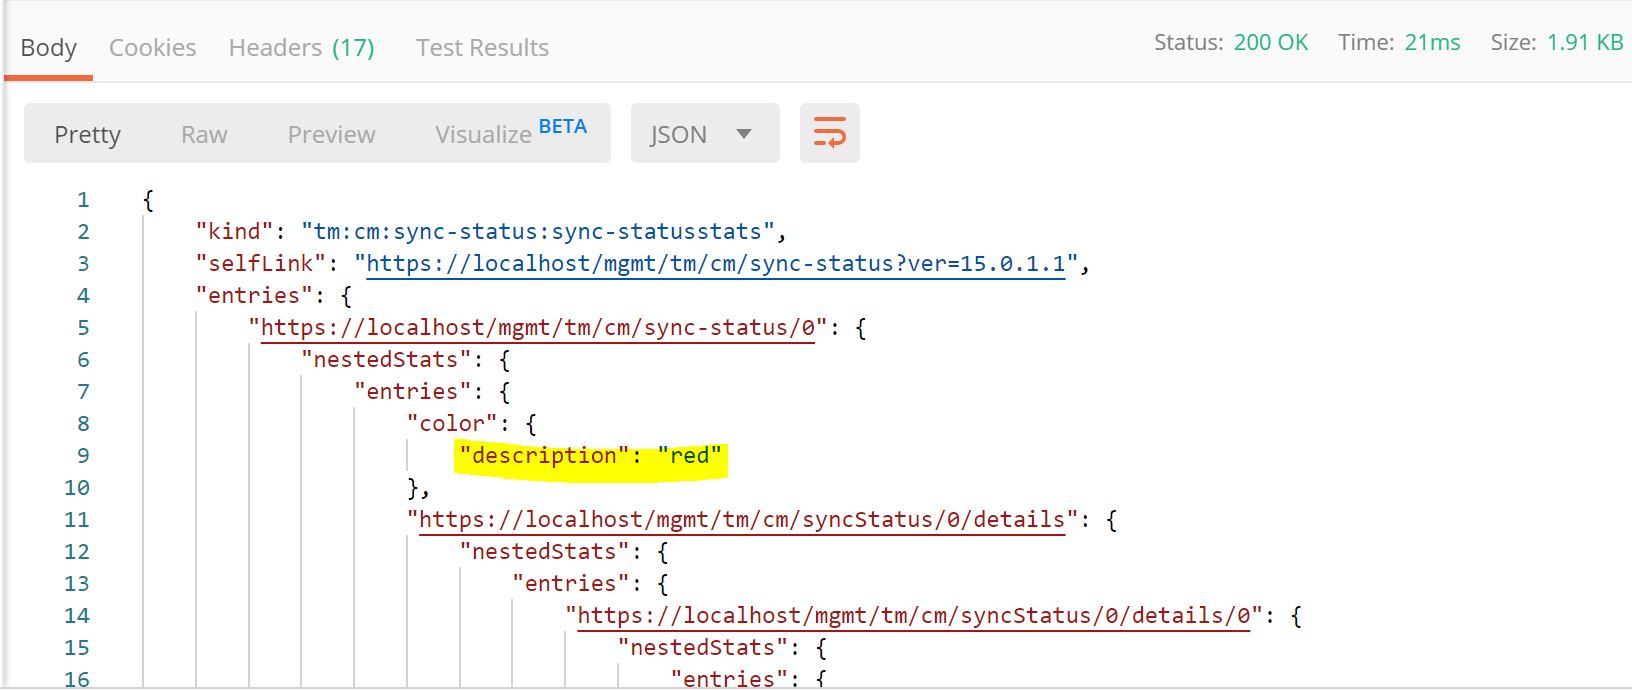 Body Cookies Headers (17) Test Results Status: 200 OK Time: 21ms Size: 1.91 KB
Pretty Raw Preview Visualize BETA JSON
1 {
2 "kind": "tm:cm:sync-status:sync-statusstats",
3 "selfLink": "https://localhost/mgmt/tm/cm/sync-status?ver=15.0.1.1",
4 "entries": {
5 "https://localhost/mgmt/tm/cm/sync-status/0": {
6 "nestedStats": {
7 "entries": {
8 "color": {
9 "description": "red"
10 },
11 "https://localhost/mgmt/tm/cm/syncStatus/0/details": {
12 "nestedStats": {
13 "entries": {
14 "https://localhost/mgmt/tm/cm/syncStatus/0/details/0": {
15 "nestedStats": {
16 "entries": {